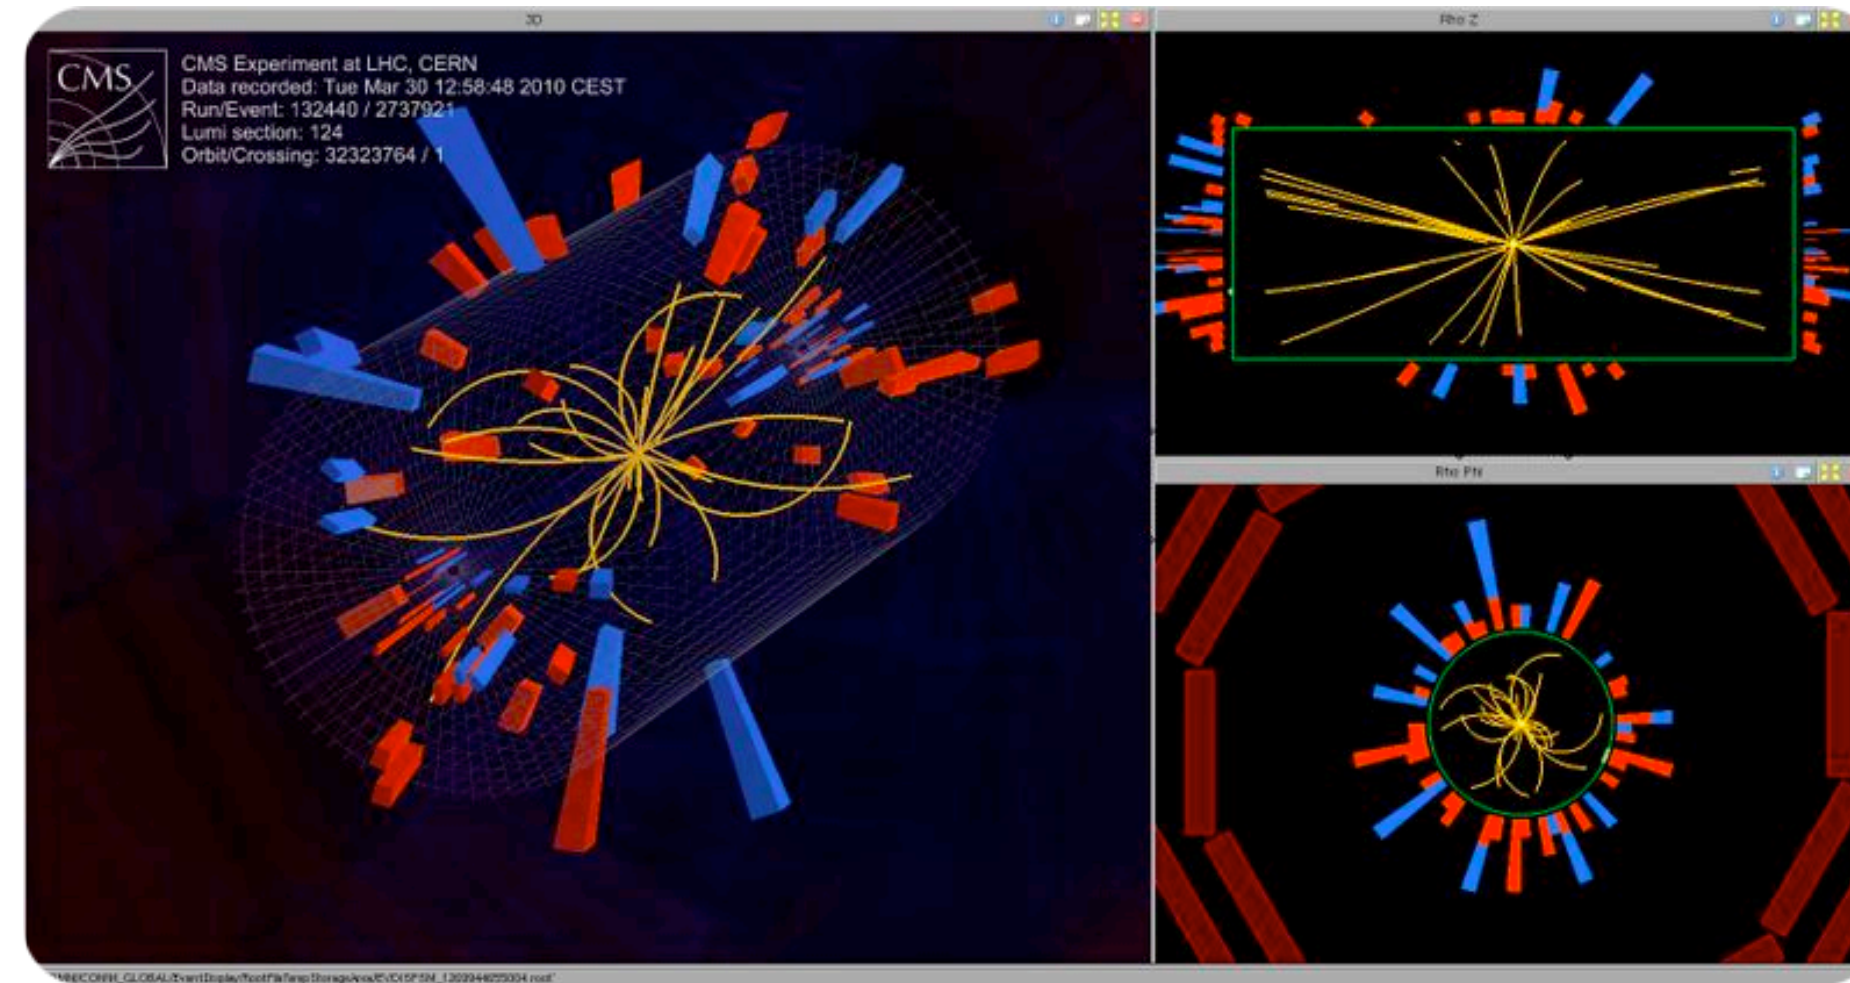 3D
Rho Z
CMS
CMS Experiment at LHC, CERN
Data recorded: Tue Mar 30 12:58:48 2010 CEST
Run/Event: 132440 / 2737921
Lumi section: 124
Orbit/Crossing: 32323764 / 1
Rho Phi